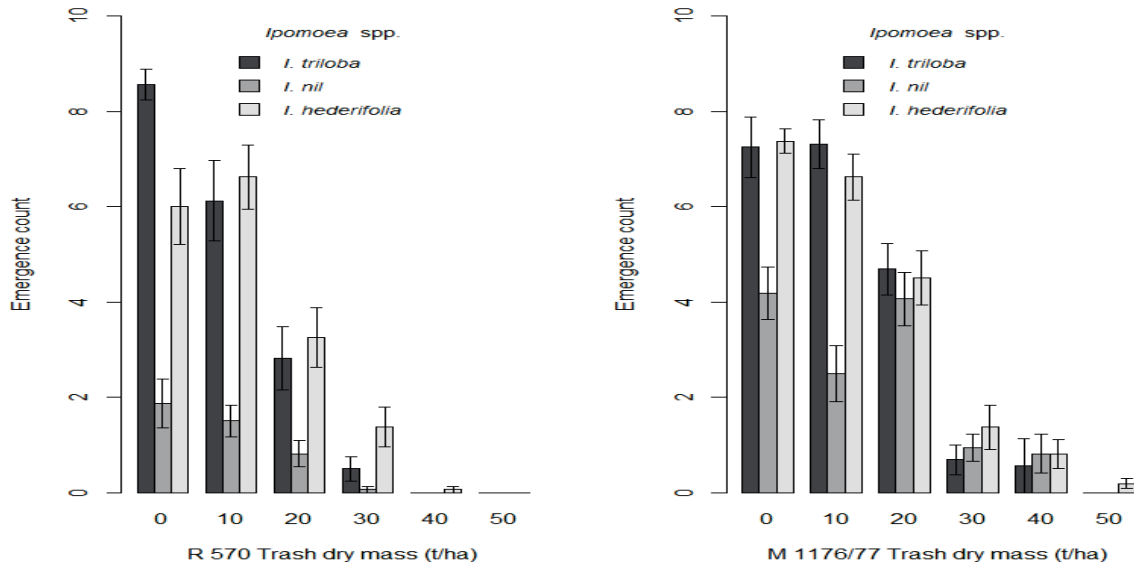 10
8
6
4
2
0
Emergence count
Ipomoea spp.
I. triloba
I. nil
I. hederifolia
0 10 20 30 40 50
R 570 Trash dry mass (t/ha)
10
8
6
4
2
0
Emergence count
Ipomoea spp.
I. triloba
I. nil
I. hederifolia
0 10 20 30 40 50
M 1176/77 Trash dry mass (t/ha)